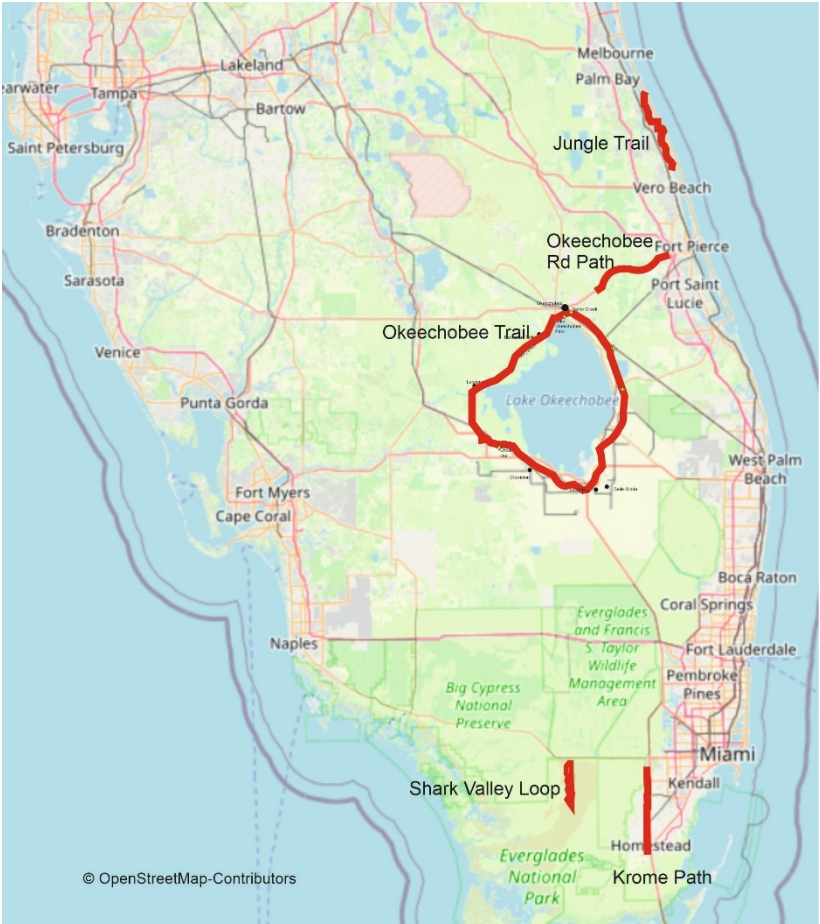 Melbourne
Lakeland
Palm Bay
earwater
Tampa
Bartow
Jungle Trail
Saint Petersburg
Vero Beach
Bradenton
Okeechobee
Rd Path
Fort Pierce
Sarasota
Port Saint
Lucie
Okeechobee Trail
Venice
Lake Okeechobee
Punta Gorda
West Palm
Beach
Fort Myers
Cape Coral
Boca Raton
Coral Springs
Everglades
and Francis
S. Taylor
Wildlife
Management
Area
Naples
Fort Lauderdale
Pembroke
Pines
Big Cypress
National
Preserve
Miami
Shark Valley Loop
Kendall
Homestead
Everglades
National
Park
Krome Path
© OpenStreetMap-Contributors